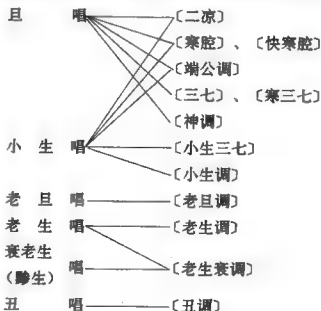 旦 唱 〔二凉〕
〔寒腔〕、〔快寒腔〕
〔端公调〕
〔三七〕、〔寒三七〕
〔神调〕
小 生 唱 〔小生三七〕
〔小生调〕
老 旦 唱 〔老旦调〕
老 生 唱 〔老生调〕
衰老生
（黪生） 唱 〔老生衰调〕
丑 唱 〔丑调〕